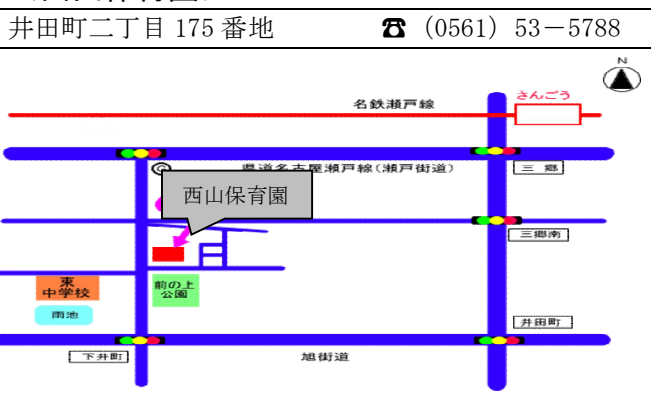 井田町二丁目 175 番地 ☎ (0561) 53－5788
N
さんごう
名鉄瀬戸線
県道名古屋瀬戸線(瀬戸街道)
三 郷
西山保育園
三郷南
東
中学校
前の上
公園
雨池
井田町
下井町
旭街道